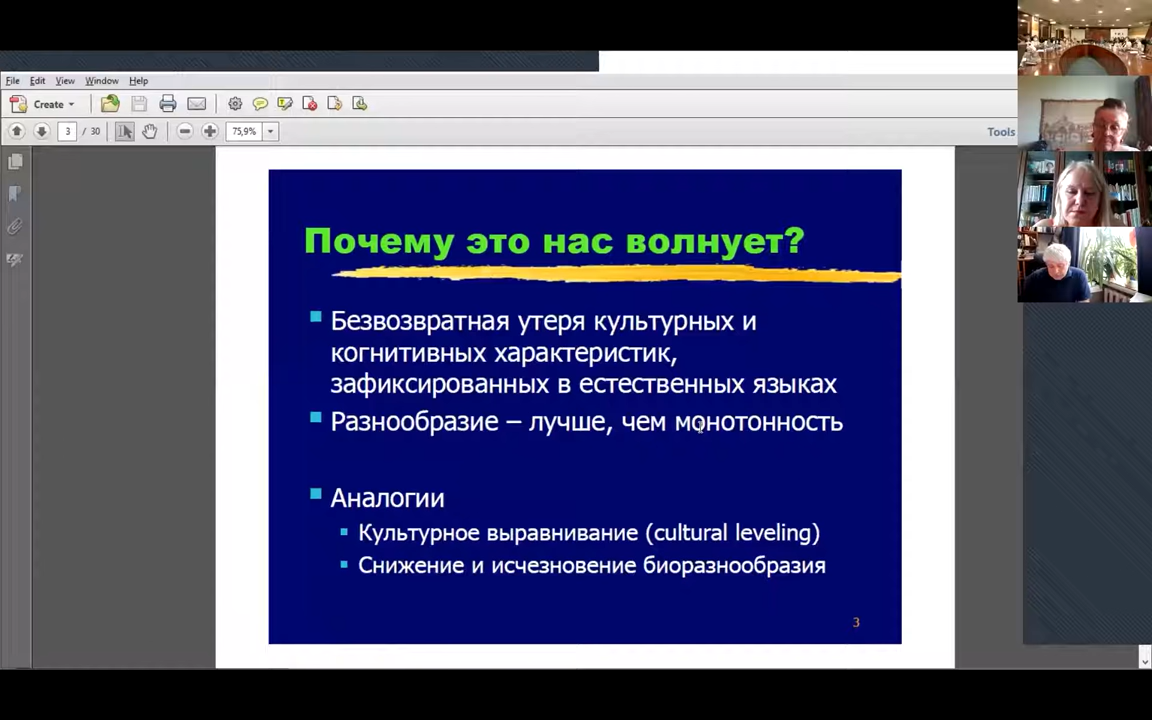 File Edit View Window Help
Create
3 / 30 75,9% Tools
Почему это нас волнует?
Безвозвратная утеря культурных и
когнитивных характеристик,
зафиксированных в естественных языках
Разнообразие – лучше, чем монотонность
Аналогии
Культурное выравнивание (cultural leveling)
Снижение и исчезновение биоразнообразия
3